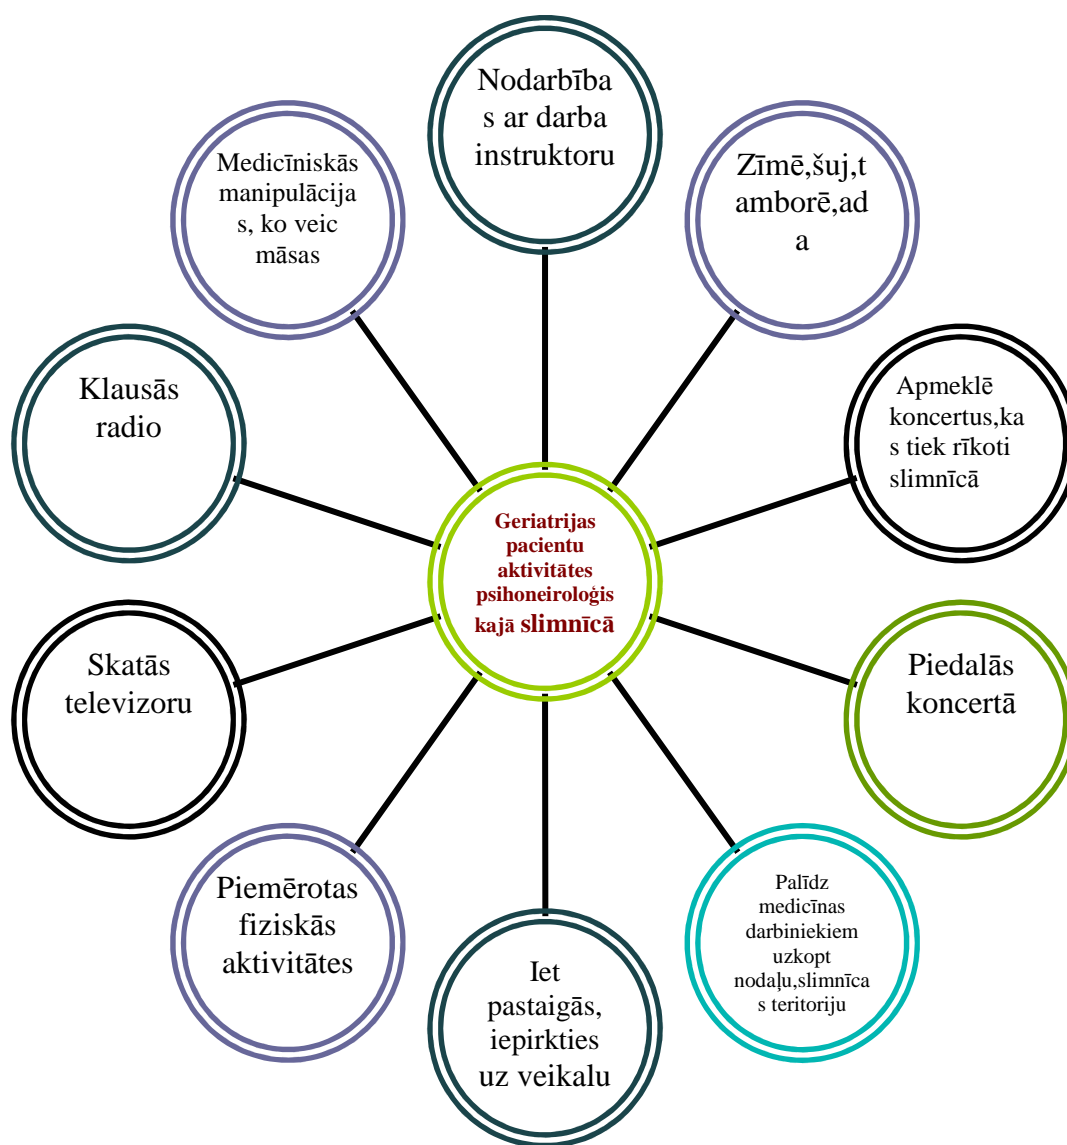 Nodarbība
s ar darba
instruktoru
Zīmē,šuj,t
amborē,ad
a
Apmeklē
koncertus,ka
s tiek rīkoti
slimnīcā
Piedalās
koncertā
Palīdz
medicīnas
darbiniekiem
uzkopt
nodaļu,slimnīca
s teritoriju
Iet
pastaigās,
iepirkties
uz veikalu
Piemērotas
fiziskās
aktivitātes
Skatās
televizoru
Klausās
radio
Medicīniskās
manipulācija
s, ko veic
māsas
Geriatrijas
pacientu
aktivitātes
psihoneiroloģis
kajā slimnīcā